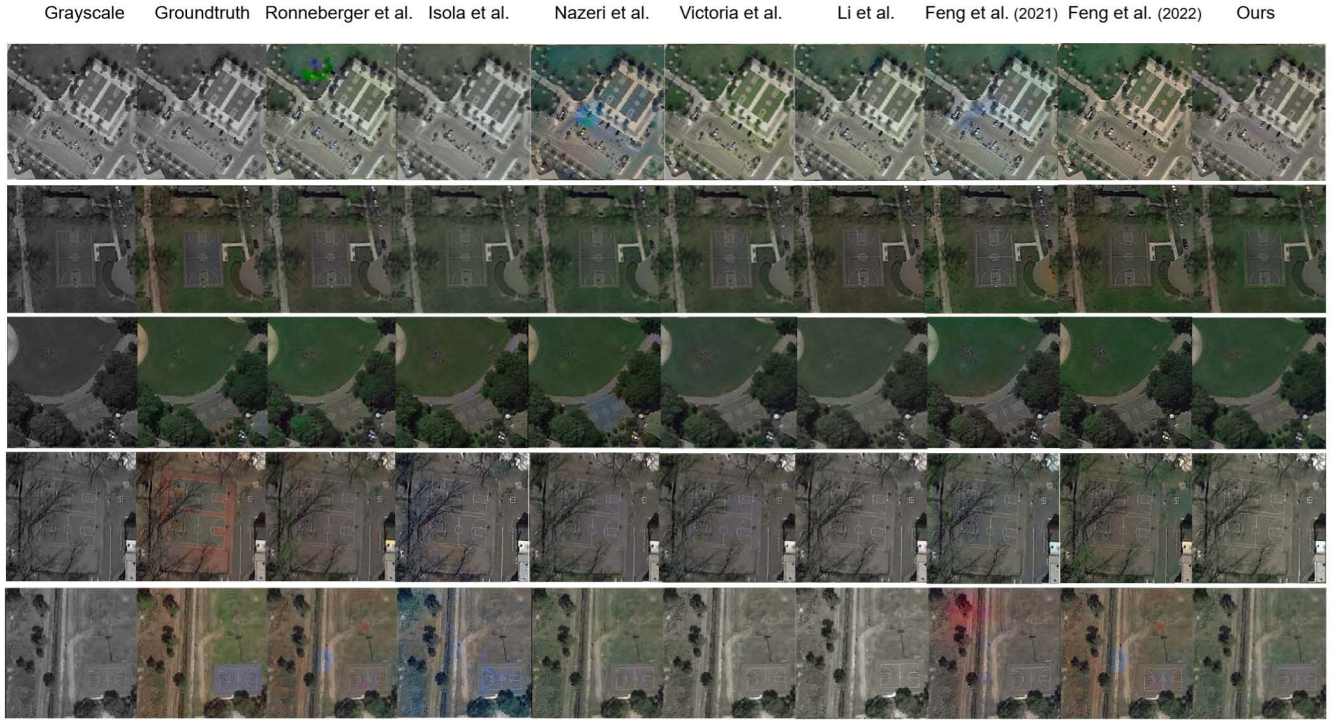 Grayscale Groundtruth Ronneberger et al. Isola et al. Nazeri et al. Victoria et al. Li et al. Feng et al. (2021) Feng et al. (2022) Ours